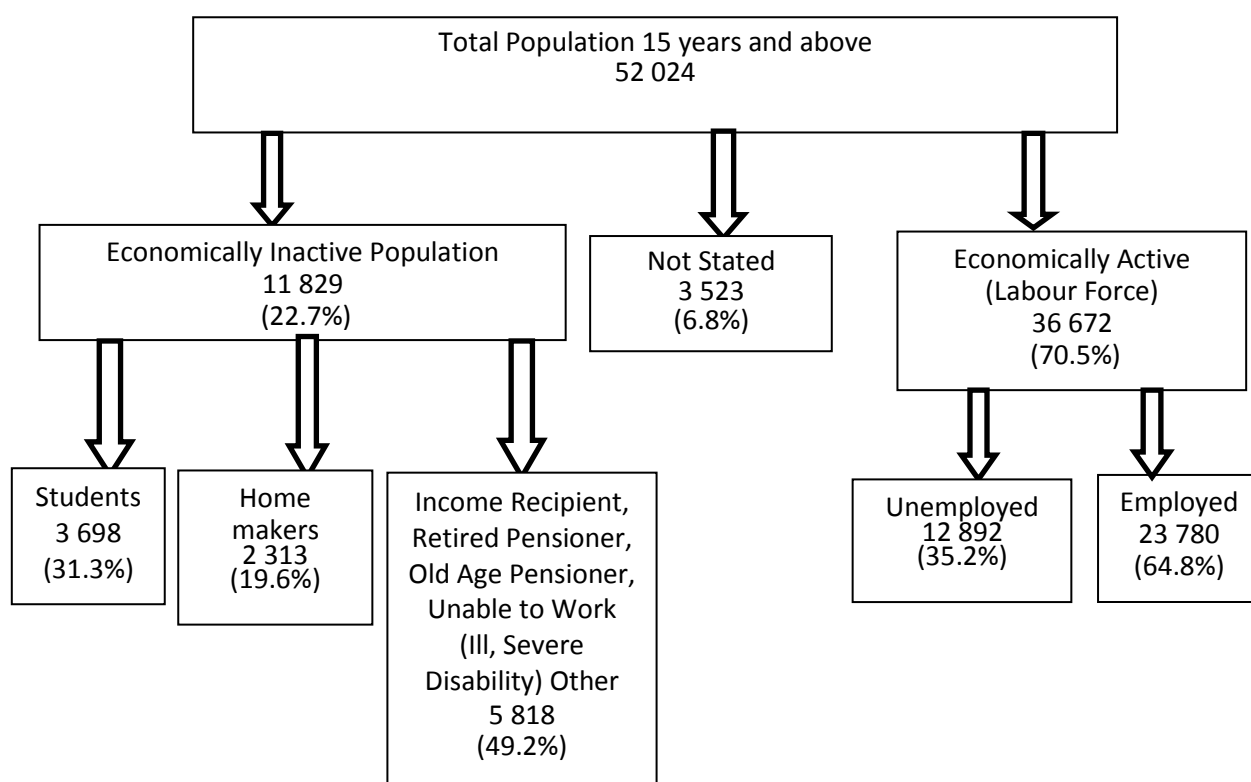 Total Population 15 years and above
52 024
Economically Inactive Population
11 829
(22.7%)
Not Stated
3 523
(6.8%)
Economically Active
(Labour Force)
36 672
(70.5%)
Students
3 698
(31.3%)
Home
makers
2 313
(19.6%)
Income Recipient,
Retired Pensioner,
Old Age Pensioner,
Unable to Work
(Ill, Severe
Disability) Other
5 818
(49.2%)
Unemployed
12 892
(35.2%)
Employed
23 780
(64.8%)